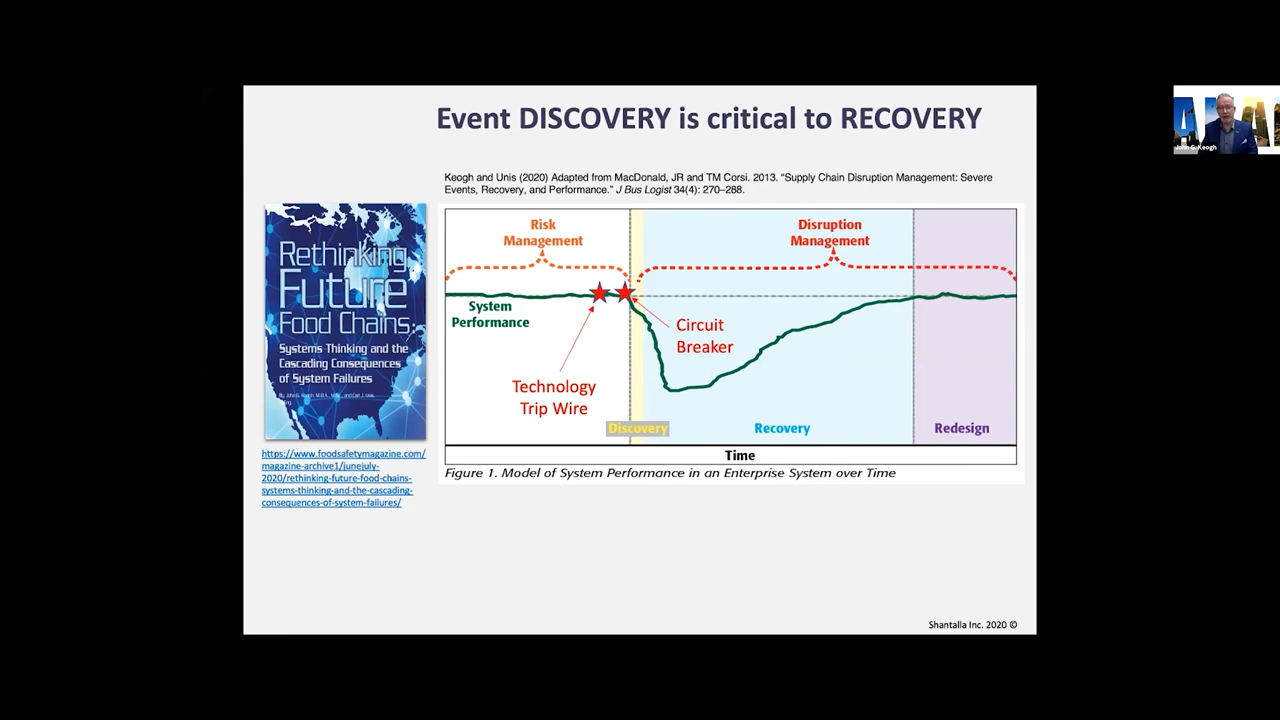 Event DISCOVERY is critical to RECOVERY
Keogh and Unis (2020) Adapted from MacDonald, JR and TM Corsi. 2013. “Supply Chain Disruption Management: Severe
Events, Recovery, and Performance.” J Bus Logist 34(4): 270–288.
Rethinking
Future
Food Chains:
Systems Thinking and the
Cascading Consequences
of System Failures
https://www.foodsafetymagazine.com/
magazine-archive1/junejuly-
2020/rethinking-future-food-chains-
systems-thinking-and-the-cascading-
consequences-of-system-failures/
Risk
Management
Disruption
Management
System
Performance
Circuit
Breaker
Technology
Trip Wire
Discovery
Recovery
Redesign
Time
Figure 1. Model of System Performance in an Enterprise System over Time
Shantalla Inc. 2020 ©
John G. Keogh